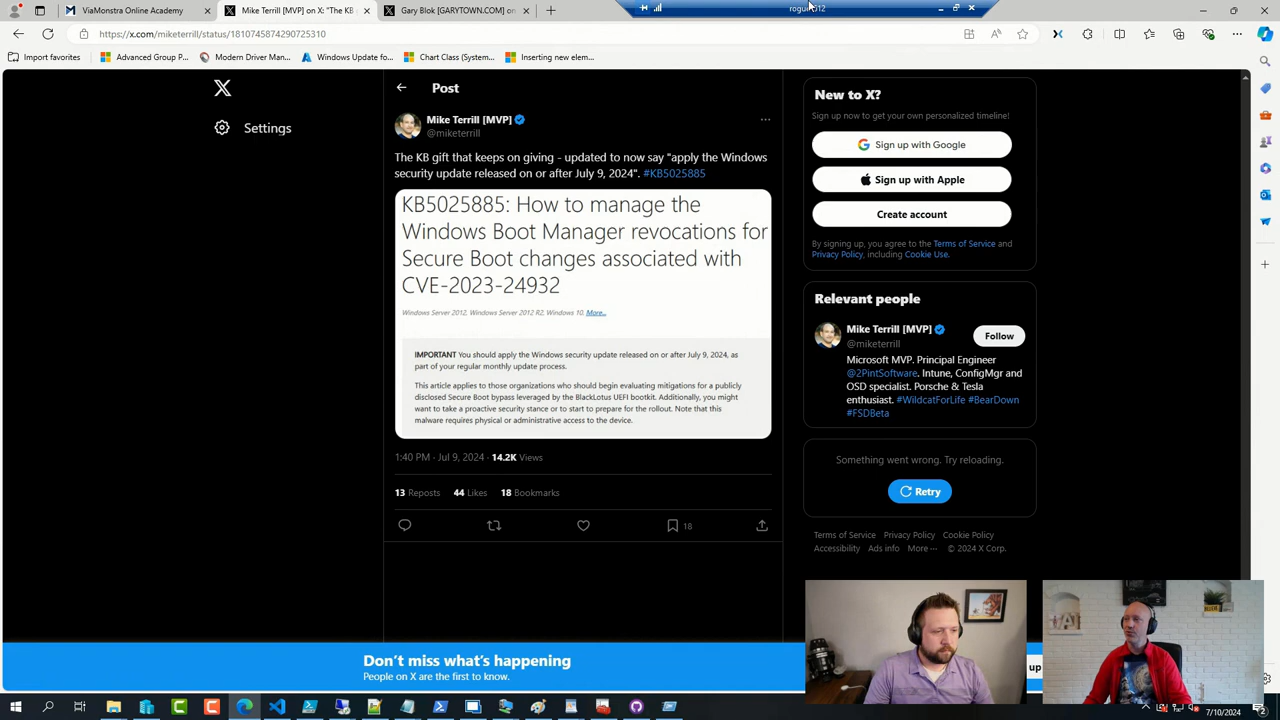 ViaMonstra Online Academy
Mike Terrill [MVP] on X: "The KB g
Gary Blok [GARYTOWN.COM] on
https://x.com/miketerrill/status/1810745874290725310
Import favorites
Advanced Group P...
Modern Driver Man...
Windows Update fo...
Chart Class (System...
Inserting new elem...
Settings
Post
Mike Terrill [MVP]
@miketerrill
The KB gift that keeps on giving - updated to now say "apply the Windows
security update released on or after July 9, 2024". #KB5025885
KB5025885: How to manage the
Windows Boot Manager revocations for
Secure Boot changes associated with
CVE-2023-24932
Windows Server 2012, Windows Server 2012 R2, Windows 10, More...
IMPORTANT You should apply the Windows security update released on or after July 9, 2024, as
part of your regular monthly update process.
This article applies to those organizations who should begin evaluating mitigations for a publicly
disclosed Secure Boot bypass leveraged by the BlackLotus UEFI bootkit. Additionally, you might
want to take a proactive security stance or to start to prepare for the rollout. Note that this
malware requires physical or administrative access to the device.
1:40 PM · Jul 9, 2024 · 14.2K Views
13 Reposts 44 Likes 18 Bookmarks
18
New to X?
Sign up now to get your own personalized timeline!
Sign up with Google
Sign up with Apple
Create account
By signing up, you agree to the Terms of Service and
Privacy Policy, including Cookie Use.
Relevant people
Mike Terrill [MVP]
@miketerrill
Follow
Microsoft MVP. Principal Engineer
@2PintSoftware. Intune, ConfigMgr and
OSD specialist. Porsche & Tesla
enthusiast. #WildcatForLife #BearDown
#FSDBeta
Something went wrong. Try reloading.
Retry
Terms of Service Privacy Policy Cookie Policy
Accessibility Ads info More ··· © 2024 X Corp.
Don't miss what's happening
People on X are the first to know.
up
7/10/2024
2